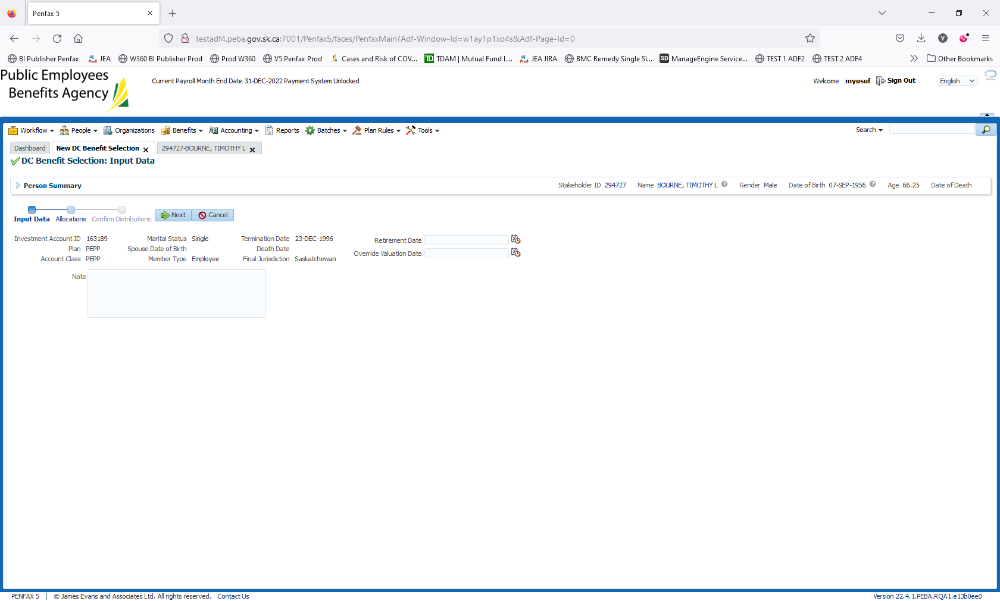 Penfax 5
testadf4.peba.gov.sk.ca:7001/Penfax5/faces/PenfaxMain?Adf-Window-Id=w1ay1p1xo4s&Adf-Page-Id=0
Y
BI Publisher Penfax JEA W360 BI Publisher Prod Prod W360 V5 Penfax Prod Cases and Risk of COV... TD TDAM | Mutual Fund L... JEA JIRA BMC Remedy Single Si... SD ManageEngine Service... TEST 1 ADF2 TEST 2 ADF4 Other Bookmarks
Public Employees
Benefits Agency
Current Payroll Month End Date 31-DEC-2022 Payment System Unlocked
Welcome myusuf Sign Out English
Workflow People Organizations Benefits Accounting Reports Batches Plan Rules Tools Search
Dashboard New DC Benefit Selection 294727-BOURNE, TIMOTHY L
DC Benefit Selection: Input Data
Person Summary Stakeholder ID 294727 Name BOURNE, TIMOTHY L Gender Male Date of Birth 07-SEP-1956 Age 66.25 Date of Death
Input Data Allocations Confirm Distributions Next Cancel
Investment Account ID 163189 Marital Status Single Termination Date 23-DEC-1996 Retirement Date
Plan PEPP Spouse Date of Birth Death Date
Override Valuation Date
Account Class PEPP Member Type Employee Final Jurisdiction Saskatchewan
Note
PENFAX 5 | © James Evans and Associates Ltd. All rights reserved. Contact Us Version 22.4.1.PEBA.RQA1.e13b0ee0